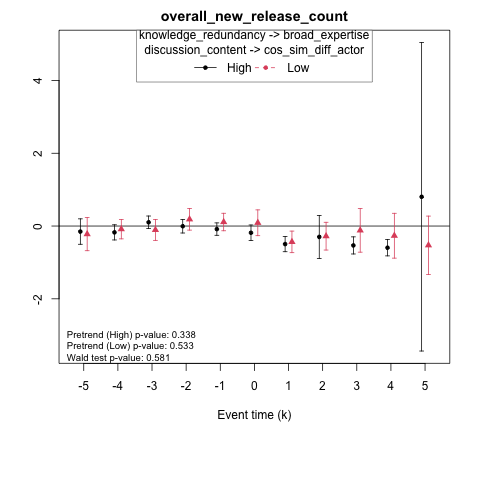 overall_new_release_count
knowledge_redundancy -> broad_expertise
discussion_content -> cos_sim_diff_actor
High Low
4
2
0
-2
Pretrend (High) p-value: 0.338
Pretrend (Low) p-value: 0.533
Wald test p-value: 0.581
-5 -4 -3 -2 -1 0 1 2 3 4 5
Event time (k)